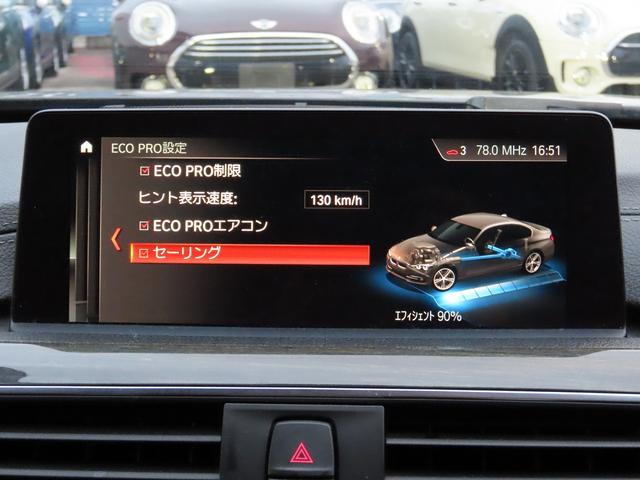 ECO PRO設定
3 78.0 MHz 16:51
ECO PRO制限
ヒント表示速度: 130 km/h
ECO PROエアコン
セーリング
エフィシェント 90%